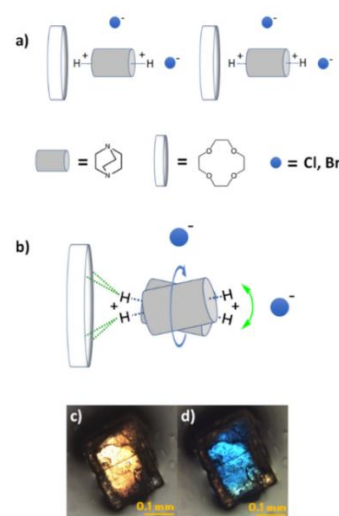 a)
- -
+ + + +
H H - H H -
= N N = O O O O = Cl, Br
b)
-
H H
+ + -
H H
c) d)
0.1 mm 0.1 mm